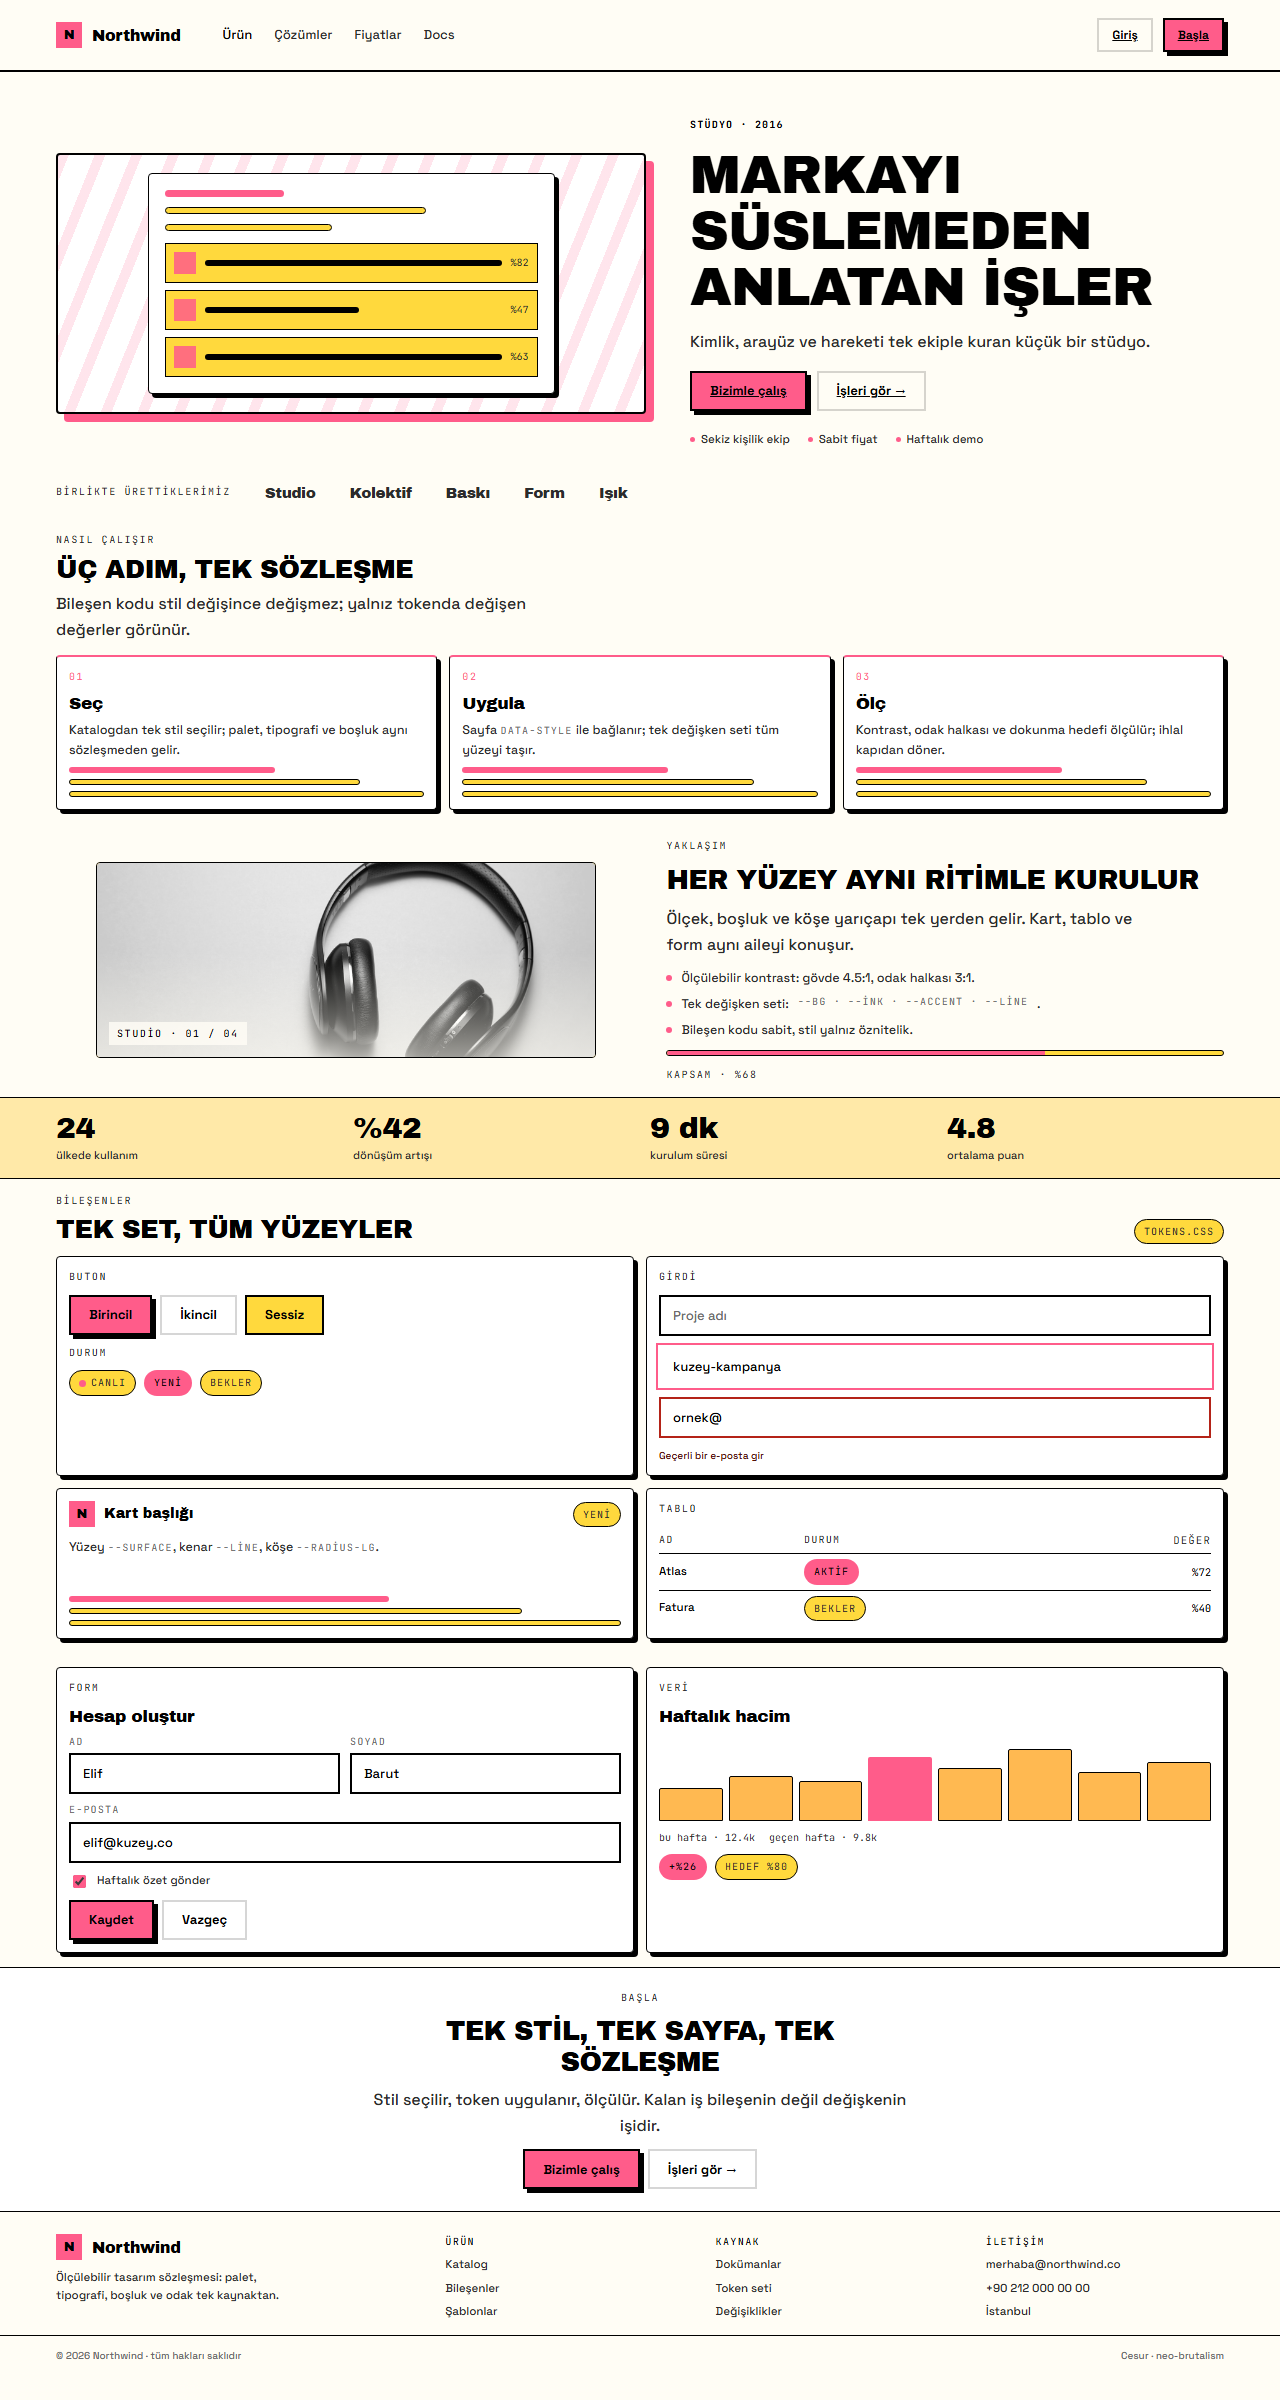 N Northwind Ürün Çözümler Fiyatlar Docs Giriş Başla
STÜDYO · 2016
MARKAYI
SÜSLEMEDEN
ANLATAN İŞLER
Kimlik, arayüz ve hareketi tek ekiple kuran küçük bir stüdyo.
Bizimle çalış İşleri gör →
Sekiz kişilik ekip Sabit fiyat Haftalık demo
%82
%47
%63
BİRLİKTE ÜRETTİKLERİMİZ Studio Kolektif Baskı Form Işık
NASIL ÇALIŞIR
ÜÇ ADIM, TEK SÖZLEŞME
Bileşen kodu stil değişince değişmez; yalnız tokenda değişen
değerler görünür.
01
Seç
Katalogdan tek stil seçilir; palet, tipografi ve boşluk aynı
sözleşmeden gelir.
02
Uygula
Sayfa DATA-STYLE ile bağlanır; tek değişken seti tüm
yüzeyi taşır.
03
Ölç
Kontrast, odak halkası ve dokunma hedefi ölçülür; ihlal
kapıdan döner.
STUDİO · 01 / 04
YAKLAŞIM
HER YÜZEY AYNI RİTİMLE KURULUR
Ölçek, boşluk ve köşe yarıçapı tek yerden gelir. Kart, tablo ve
form aynı aileyi konuşur.
Ölçülebilir kontrast: gövde 4.5:1, odak halkası 3:1.
Tek değişken seti: --BG · --İNK · --ACCENT · --LİNE .
Bileşen kodu sabit, stil yalnız öznitelik.
KAPSAM · %68
24
ülkede kullanım
%42
dönüşüm artışı
9 dk
kurulum süresi
4.8
ortalama puan
BİLEŞENLER
TEK SET, TÜM YÜZEYLER
TOKENS.CSS
BUTON
Birincil İkincil Sessiz
DURUM
CANLI YENİ BEKLER
GİRDİ
Proje adı
kuzey-kampanya
ornek@
Geçerli bir e-posta gir
N Kart başlığı YENİ
Yüzey --SURFACE, kenar --LİNE, köşe --RADİUS-LG.
TABLO
AD DURUM DEĞER
Atlas AKTİF %72
Fatura BEKLER %40
FORM
Hesap oluştur
AD SOYAD
Elif Barut
E-POSTA
elif@kuzey.co
Haftalık özet gönder
Kaydet Vazgeç
VERİ
Haftalık hacim
bu hafta · 12.4k geçen hafta · 9.8k
+%26 HEDEF %80
BAŞLA
TEK STİL, TEK SAYFA, TEK
SÖZLEŞME
Stil seçilir, token uygulanır, ölçülür. Kalan iş bileşenin değil değişkenin
işidir.
Bizimle çalış İşleri gör →
N Northwind
Ölçülebilir tasarım sözleşmesi: palet,
tipografi, boşluk ve odak tek kaynaktan.
ÜRÜN
Katalog
Bileşenler
Şablonlar
KAYNAK
Dokümanlar
Token seti
Değişiklikler
İLETİŞİM
merhaba@northwind.co
+90 212 000 00 00
İstanbul
© 2026 Northwind · tüm hakları saklıdır
Cesur · neo-brutalism